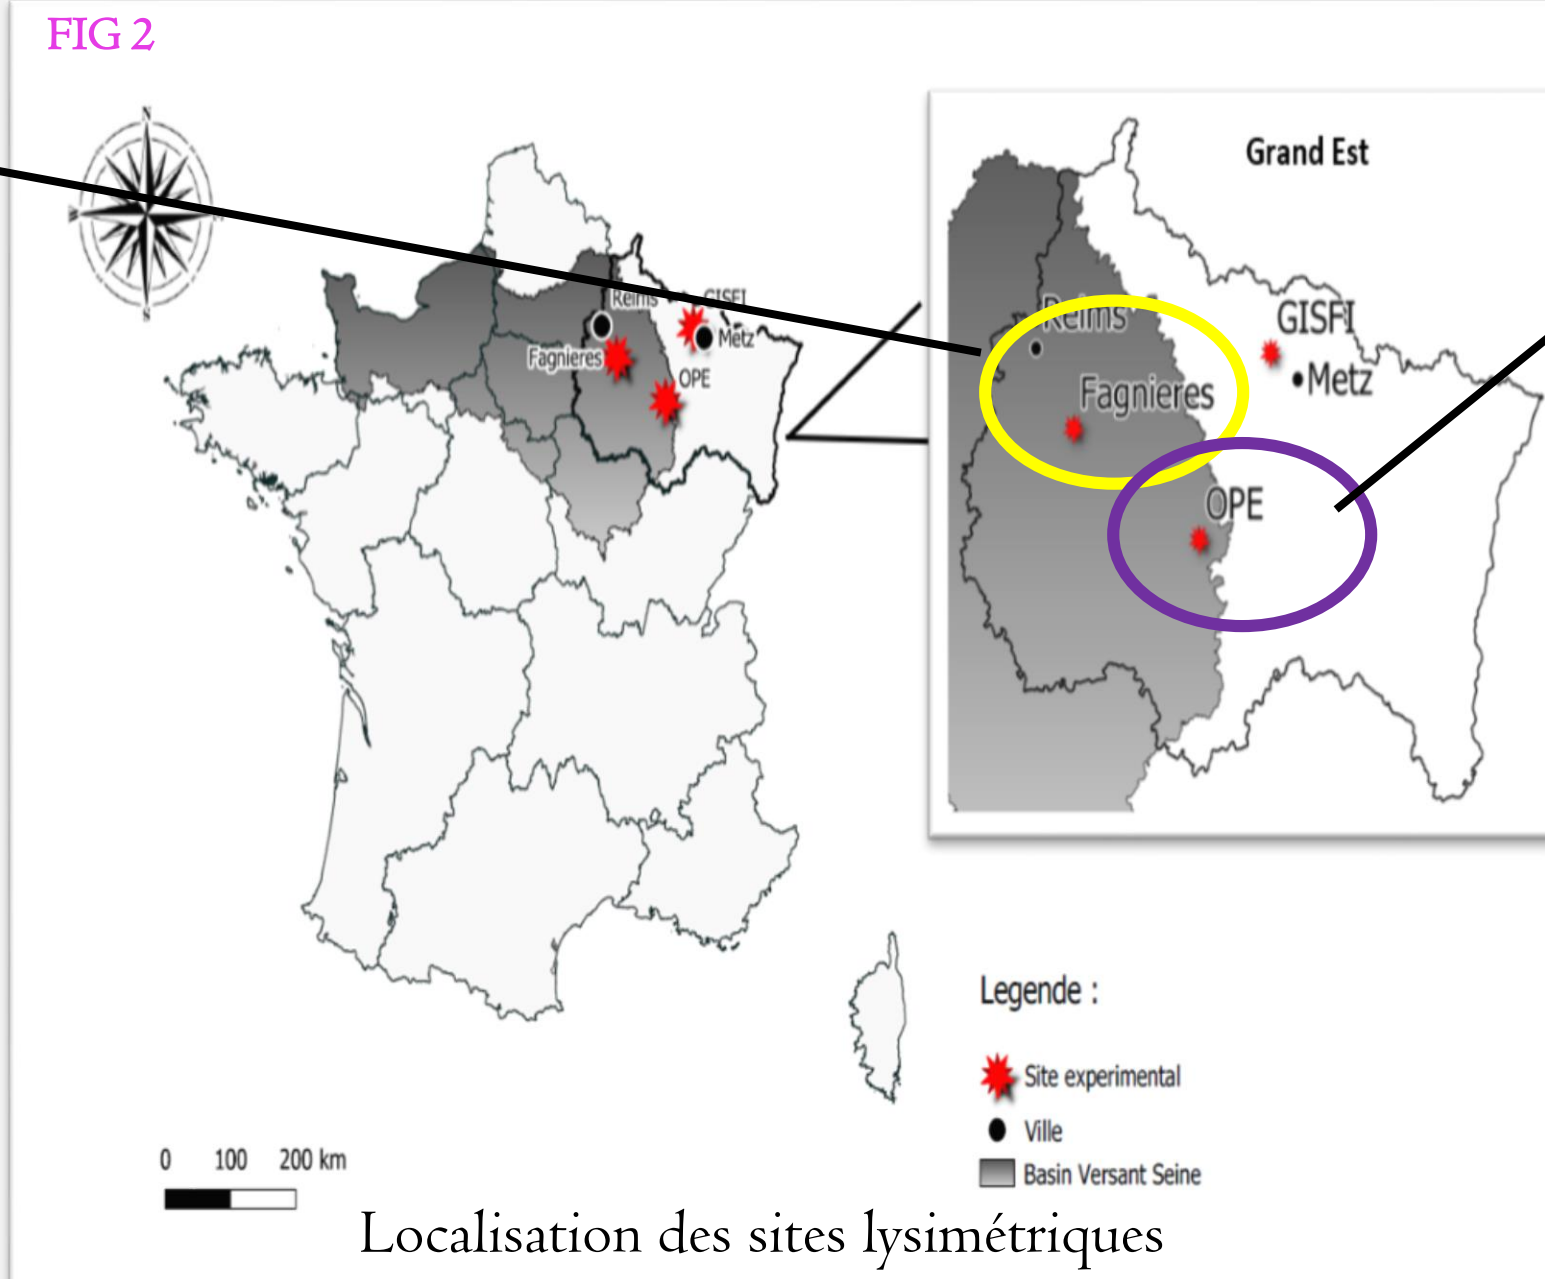 FIG 2
N
S
Reims
GISFI
Metz
Fagnieres
OPE
Grand Est
Reims
GISFI
Metz
Fagnieres
OPE
Legende :
Site experimental
Ville
Basin Versant Seine
0 100 200 km
Localisation des sites lysimétriques